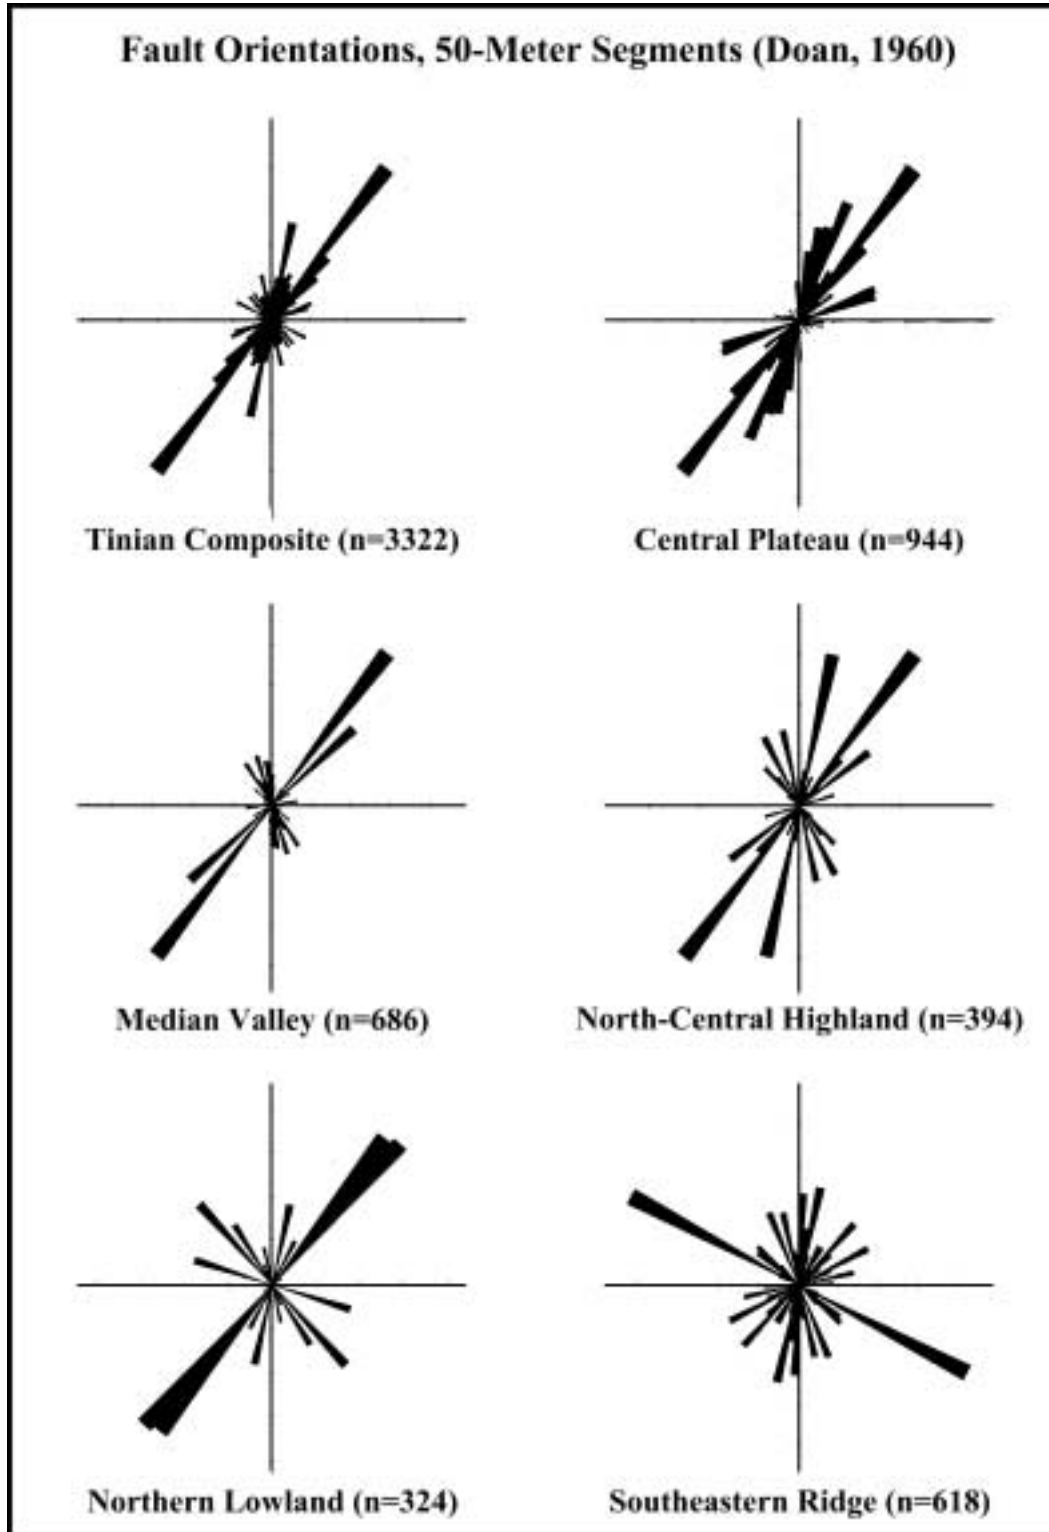 Fault Orientations, 50-Meter Segments (Doan, 1960)
Tinian Composite (n=3322)
Central Plateau (n=944)
Median Valley (n=686)
North-Central Highland (n=394)
Northern Lowland (n=324)
Southeastern Ridge (n=618)